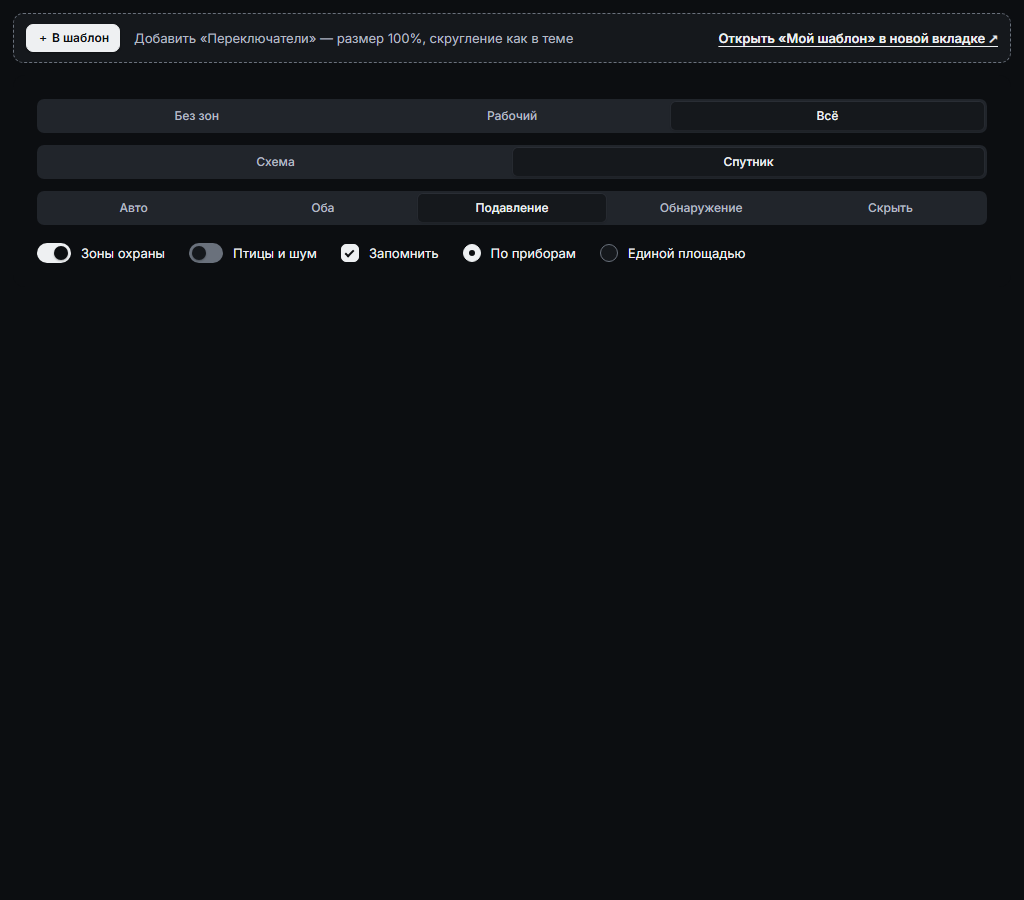 + В шаблон Добавить «Переключатели» — размер 100%, скругление как в теме Открыть «Мой шаблон» в новой вкладке ↗
Без зон Рабочий Всё
Схема Спутник
Авто Оба Подавление Обнаружение Скрыть
Зоны охраны Птицы и шум Запомнить По приборам Единой площадью